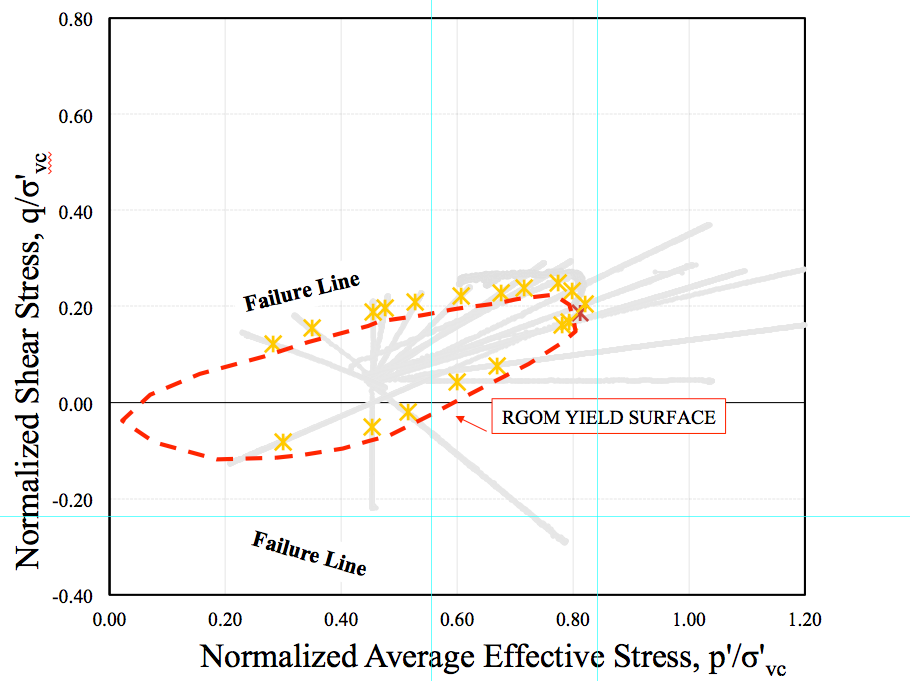 0.80
0.60
0.40
0.20
0.00
-0.20
-0.40
0.00 0.20 0.40 0.60 0.80 1.00 1.20
Normalized Shear Stress, q/σ'vc
Failure Line
RGOM YIELD SURFACE
Failure Line
Normalized Average Effective Stress, p'/σ'vc